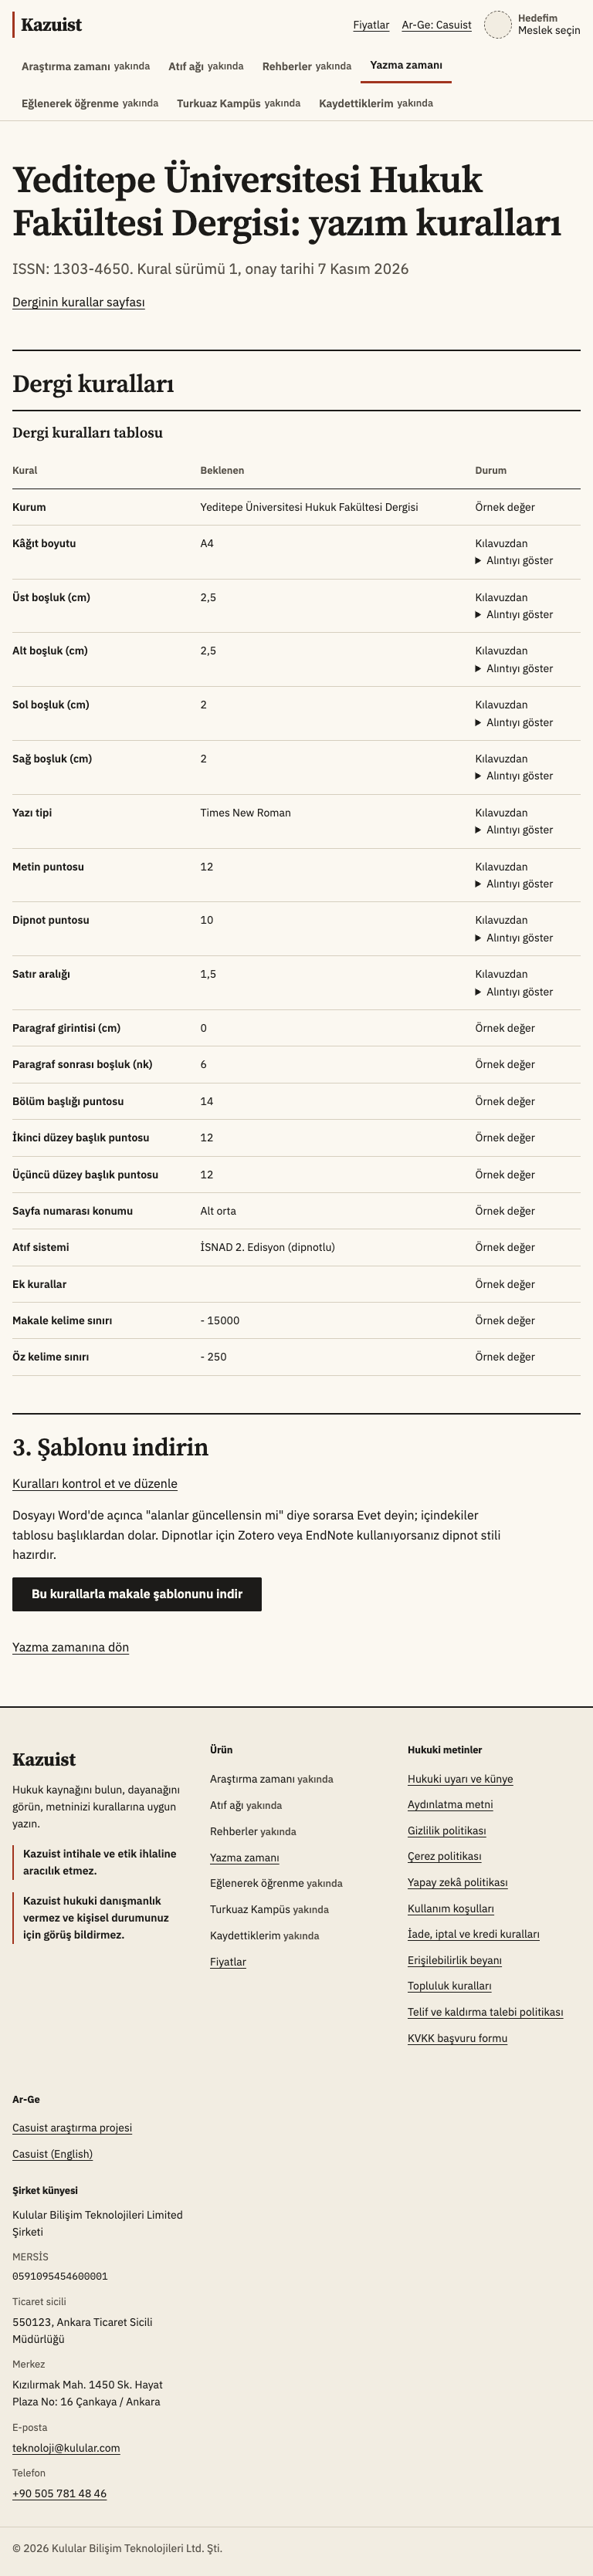 Kazuist
Fiyatlar
Ar-Ge: Casuist
Hedefim
Meslek seçin
Araştırma zamanı yakında
Atıf ağı yakında
Rehberler yakında
Yazma zamanı
Eğlenerek öğrenme yakında
Turkuaz Kampüs yakında
Kaydettiklerim yakında
Yeditepe Üniversitesi Hukuk
Fakültesi Dergisi: yazım kuralları
ISSN: 1303-4650. Kural sürümü 1, onay tarihi 7 Kasım 2026
Derginin kurallar sayfası
Dergi kuralları
Dergi kuralları tablosu
Kural Beklenen Durum
Kurum Yeditepe Üniversitesi Hukuk Fakültesi Dergisi Örnek değer
Kâğıt boyutu A4 Kılavuzdan
▶ Alıntıyı göster
Üst boşluk (cm) 2,5 Kılavuzdan
▶ Alıntıyı göster
Alt boşluk (cm) 2,5 Kılavuzdan
▶ Alıntıyı göster
Sol boşluk (cm) 2 Kılavuzdan
▶ Alıntıyı göster
Sağ boşluk (cm) 2 Kılavuzdan
▶ Alıntıyı göster
Yazı tipi Times New Roman Kılavuzdan
▶ Alıntıyı göster
Metin puntosu 12 Kılavuzdan
▶ Alıntıyı göster
Dipnot puntosu 10 Kılavuzdan
▶ Alıntıyı göster
Satır aralığı 1,5 Kılavuzdan
▶ Alıntıyı göster
Paragraf girintisi (cm) 0 Örnek değer
Paragraf sonrası boşluk (nk) 6 Örnek değer
Bölüm başlığı puntosu 14 Örnek değer
İkinci düzey başlık puntosu 12 Örnek değer
Üçüncü düzey başlık puntosu 12 Örnek değer
Sayfa numarası konumu Alt orta Örnek değer
Atıf sistemi İSNAD 2. Edisyon (dipnotlu) Örnek değer
Ek kurallar Örnek değer
Makale kelime sınırı - 15000 Örnek değer
Öz kelime sınırı - 250 Örnek değer
3. Şablonu indirin
Kuralları kontrol et ve düzenle
Dosyayı Word'de açınca "alanlar güncellensin mi" diye sorarsa Evet deyin; içindekiler
tablosu başlıklardan dolar. Dipnotlar için Zotero veya EndNote kullanıyorsanız dipnot stili
hazırdır.
Bu kurallarla makale şablonunu indir
Yazma zamanına dön
Kazuist
Hukuk kaynağını bulun, dayanağını
görün, metninizi kurallarına uygun
yazın.
Kazuist intihale ve etik ihlaline
aracılık etmez.
Kazuist hukuki danışmanlık
vermez ve kişisel durumunuz
için görüş bildirmez.
Ürün
Araştırma zamanı yakında
Atıf ağı yakında
Rehberler yakında
Yazma zamanı
Eğlenerek öğrenme yakında
Turkuaz Kampüs yakında
Kaydettiklerim yakında
Fiyatlar
Hukuki metinler
Hukuki uyarı ve künye
Aydınlatma metni
Gizlilik politikası
Çerez politikası
Yapay zekâ politikası
Kullanım koşulları
İade, iptal ve kredi kuralları
Erişilebilirlik beyanı
Topluluk kuralları
Telif ve kaldırma talebi politikası
KVKK başvuru formu
Ar-Ge
Casuist araştırma projesi
Casuist (English)
Şirket künyesi
Kulular Bilişim Teknolojileri Limited
Şirketi
MERSİS
0591095454600001
Ticaret sicili
550123, Ankara Ticaret Sicili
Müdürlüğü
Merkez
Kızılırmak Mah. 1450 Sk. Hayat
Plaza No: 16 Çankaya / Ankara
E-posta
teknoloji@kulular.com
Telefon
+90 505 781 48 46
© 2026 Kulular Bilişim Teknolojileri Ltd. Şti.